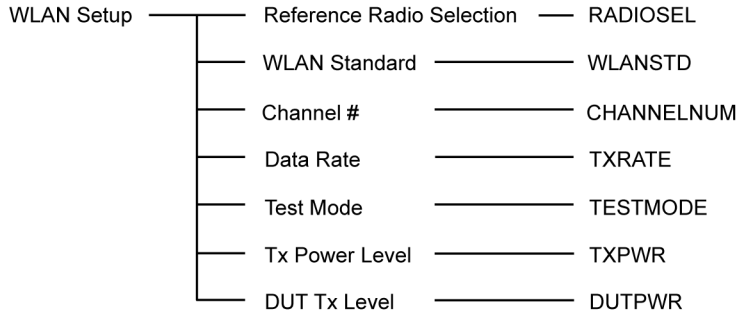 WLAN Setup Reference Radio Selection RADIOSEL
WLAN Standard WLANSTD
Channel # CHANNELNUM
Data Rate TXRATE
Test Mode TESTMODE
Tx Power Level TXPWR
DUT Tx Level DUTPWR